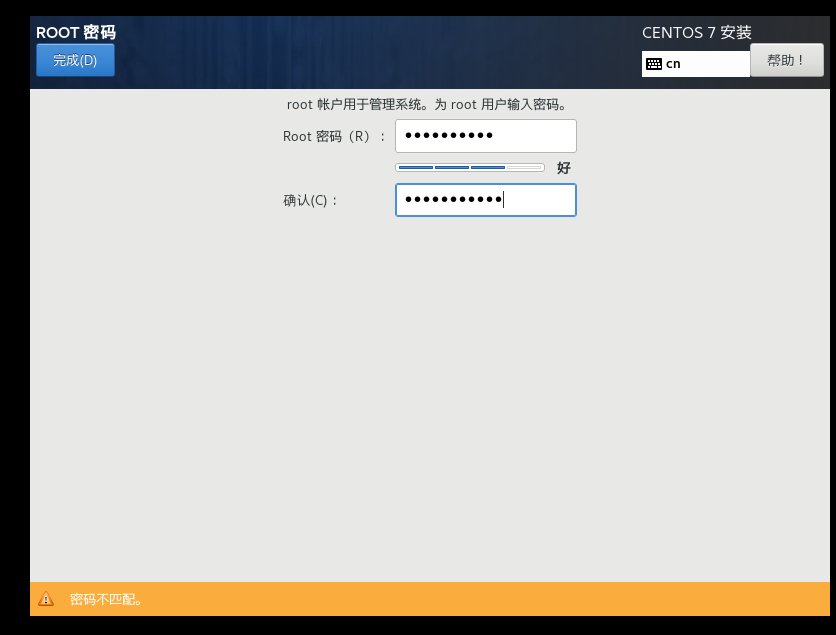 ROOT 密码
CENTOS 7 安装
完成(D)
cn
帮助！
root 帐户用于管理系统。为 root 用户输入密码。
Root 密码（R）：
●●●●●●●●●●
好
确认(C)：
●●●●●●●●●●●
密码不匹配。